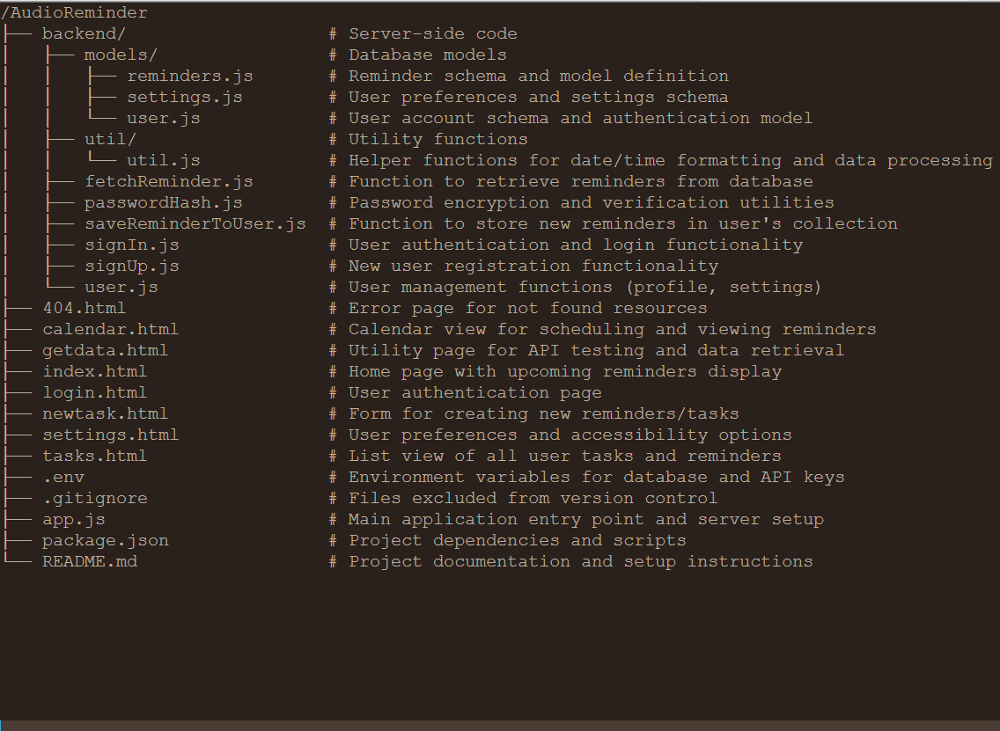 /AudioReminder
├── backend/                   # Server-side code
│   ├── models/                # Database models
│   │   ├── reminders.js       # Reminder schema and model definition
│   │   ├── settings.js        # User preferences and settings schema
│   │   └── user.js            # User account schema and authentication model
│   ├── util/                  # Utility functions
│   │   └── util.js            # Helper functions for date/time formatting and data processing
│   ├── fetchReminder.js       # Function to retrieve reminders from database
│   ├── passwordHash.js        # Password encryption and verification utilities
│   ├── saveReminderToUser.js  # Function to store new reminders in user's collection
│   ├── signIn.js              # User authentication and login functionality
│   ├── signUp.js              # New user registration functionality
│   └── user.js                # User management functions (profile, settings)
├── 404.html                   # Error page for not found resources
├── calendar.html              # Calendar view for scheduling and viewing reminders
├── getdata.html               # Utility page for API testing and data retrieval
├── index.html                 # Home page with upcoming reminders display
├── login.html                 # User authentication page
├── newtask.html               # Form for creating new reminders/tasks
├── settings.html              # User preferences and accessibility options
├── tasks.html                 # List view of all user tasks and reminders
├── .env                       # Environment variables for database and API keys
├── .gitignore                 # Files excluded from version control
├── app.js                     # Main application entry point and server setup
├── package.json               # Project dependencies and scripts
└── README.md                  # Project documentation and setup instructions